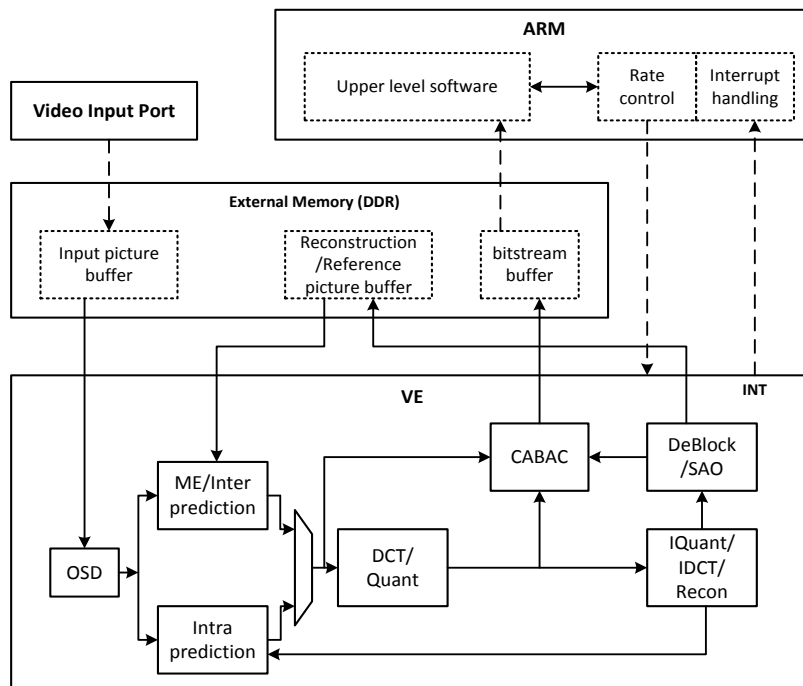 ARM
Upper level software
Rate
control
Interrupt
handling
Video Input Port
External Memory (DDR)
Input picture
buffer
Reconstruction
/Reference
picture buffer
bitstream
buffer
VE
INT
ME/Inter
prediction
CABAC
DeBlock
/SAO
OSD
DCT/
Quant
IQuant/
IDCT/
Recon
Intra
prediction